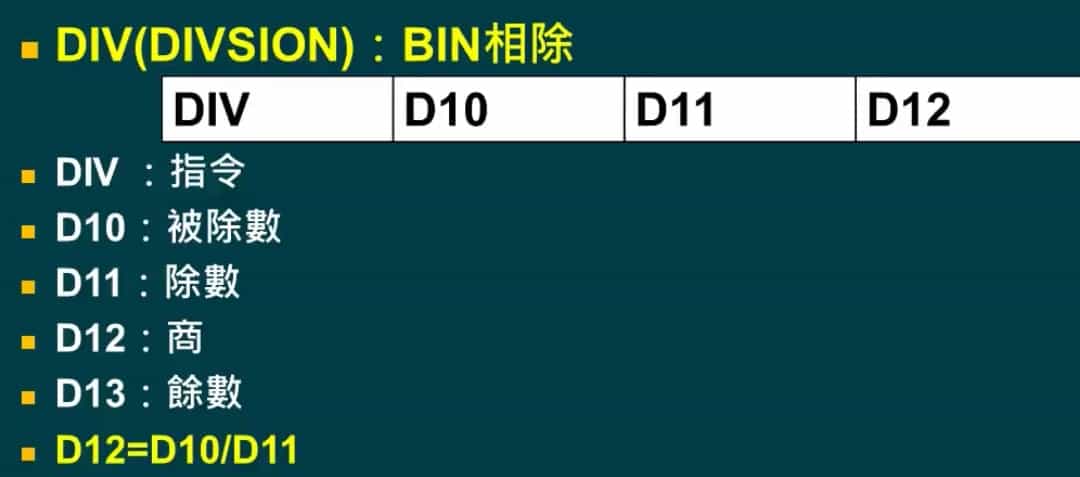 DIV(DIVSION)：BIN相除
DIV D10 D11 D12
DIV ：指令
D10：被除數
D11：除數
D12：商
D13：餘數
D12=D10/D11